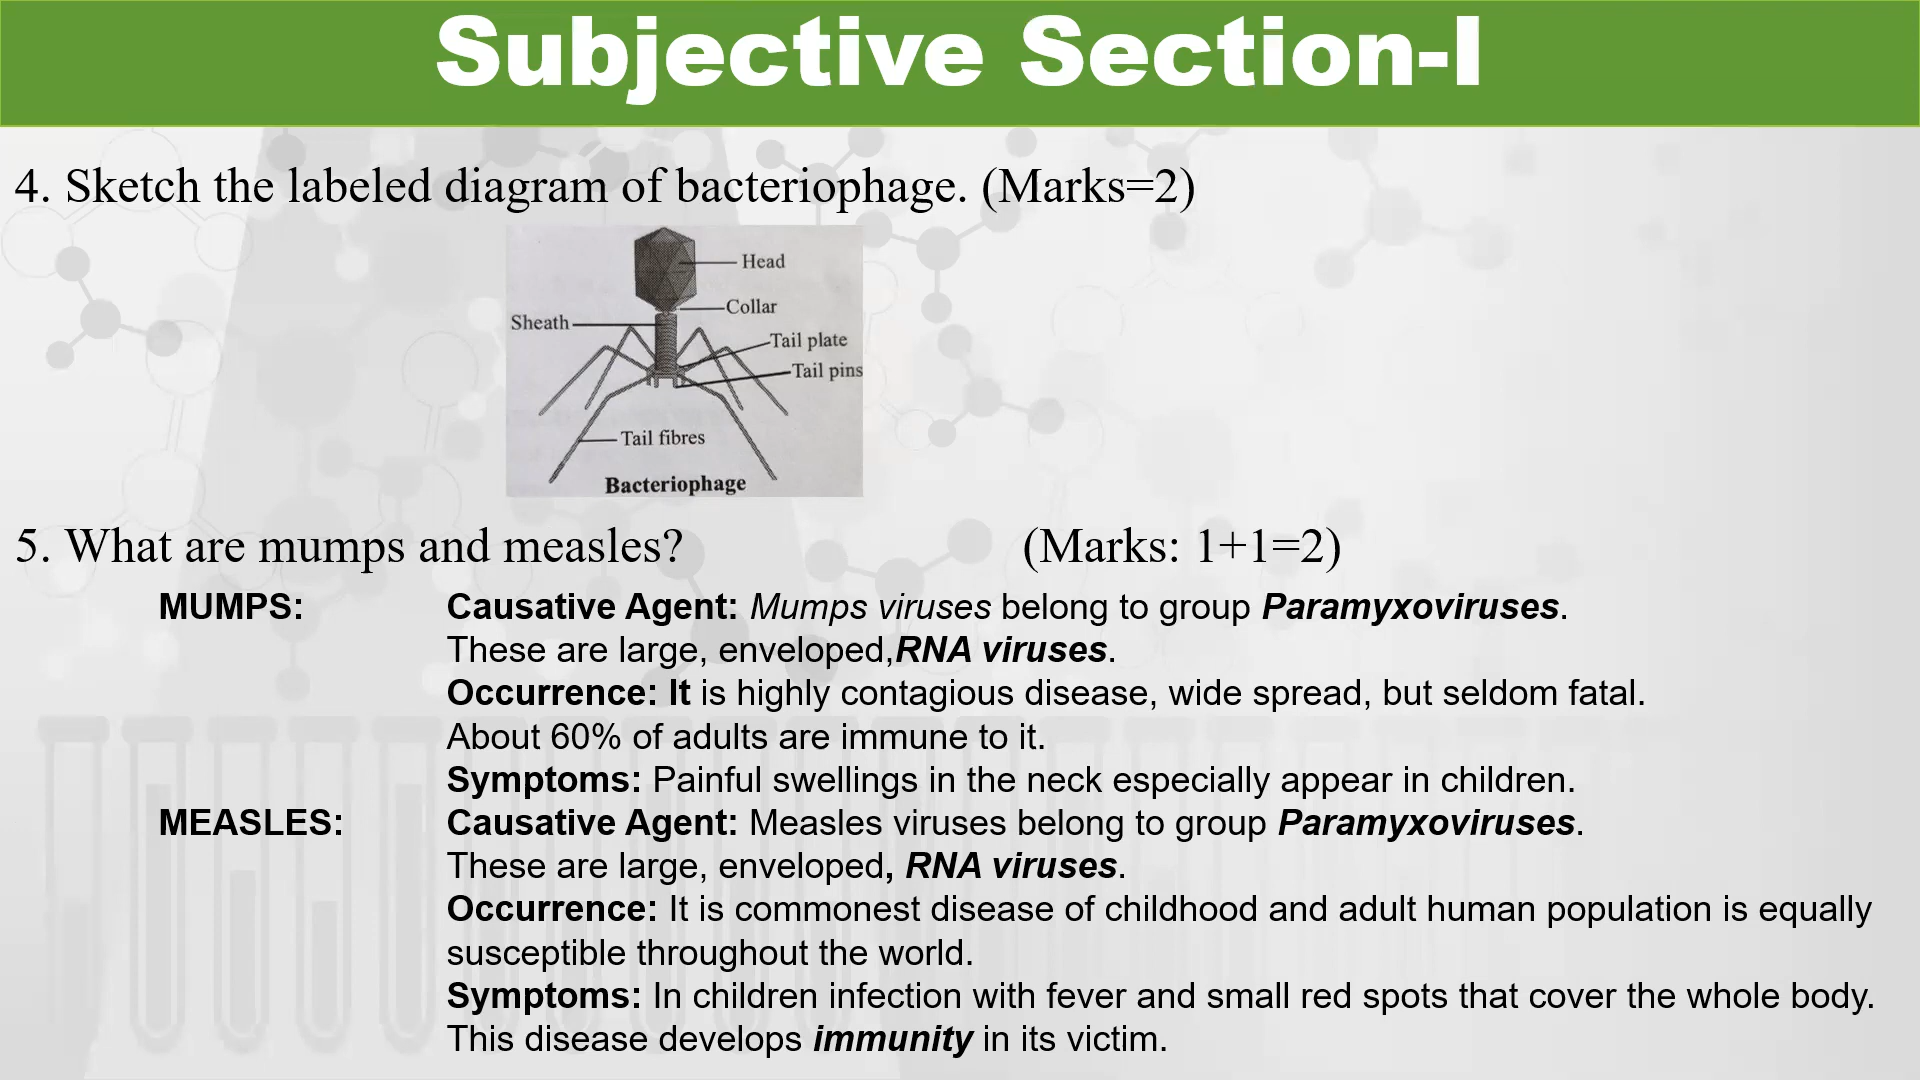 Subjective Section-I
4. Sketch the labeled diagram of bacteriophage. (Marks=2)
Head
Collar
Sheath
Tail plate
Tail pins
Tail fibres
Bacteriophage
5. What are mumps and measles? (Marks: 1+1=2)
MUMPS: Causative Agent: Mumps viruses belong to group Paramyxoviruses.
These are large, enveloped,RNA viruses.
Occurrence: It is highly contagious disease, wide spread, but seldom fatal.
About 60% of adults are immune to it.
Symptoms: Painful swellings in the neck especially appear in children.
MEASLES: Causative Agent: Measles viruses belong to group Paramyxoviruses.
These are large, enveloped, RNA viruses.
Occurrence: It is commonest disease of childhood and adult human population is equally
susceptible throughout the world.
Symptoms: In children infection with fever and small red spots that cover the whole body.
This disease develops immunity in its victim.